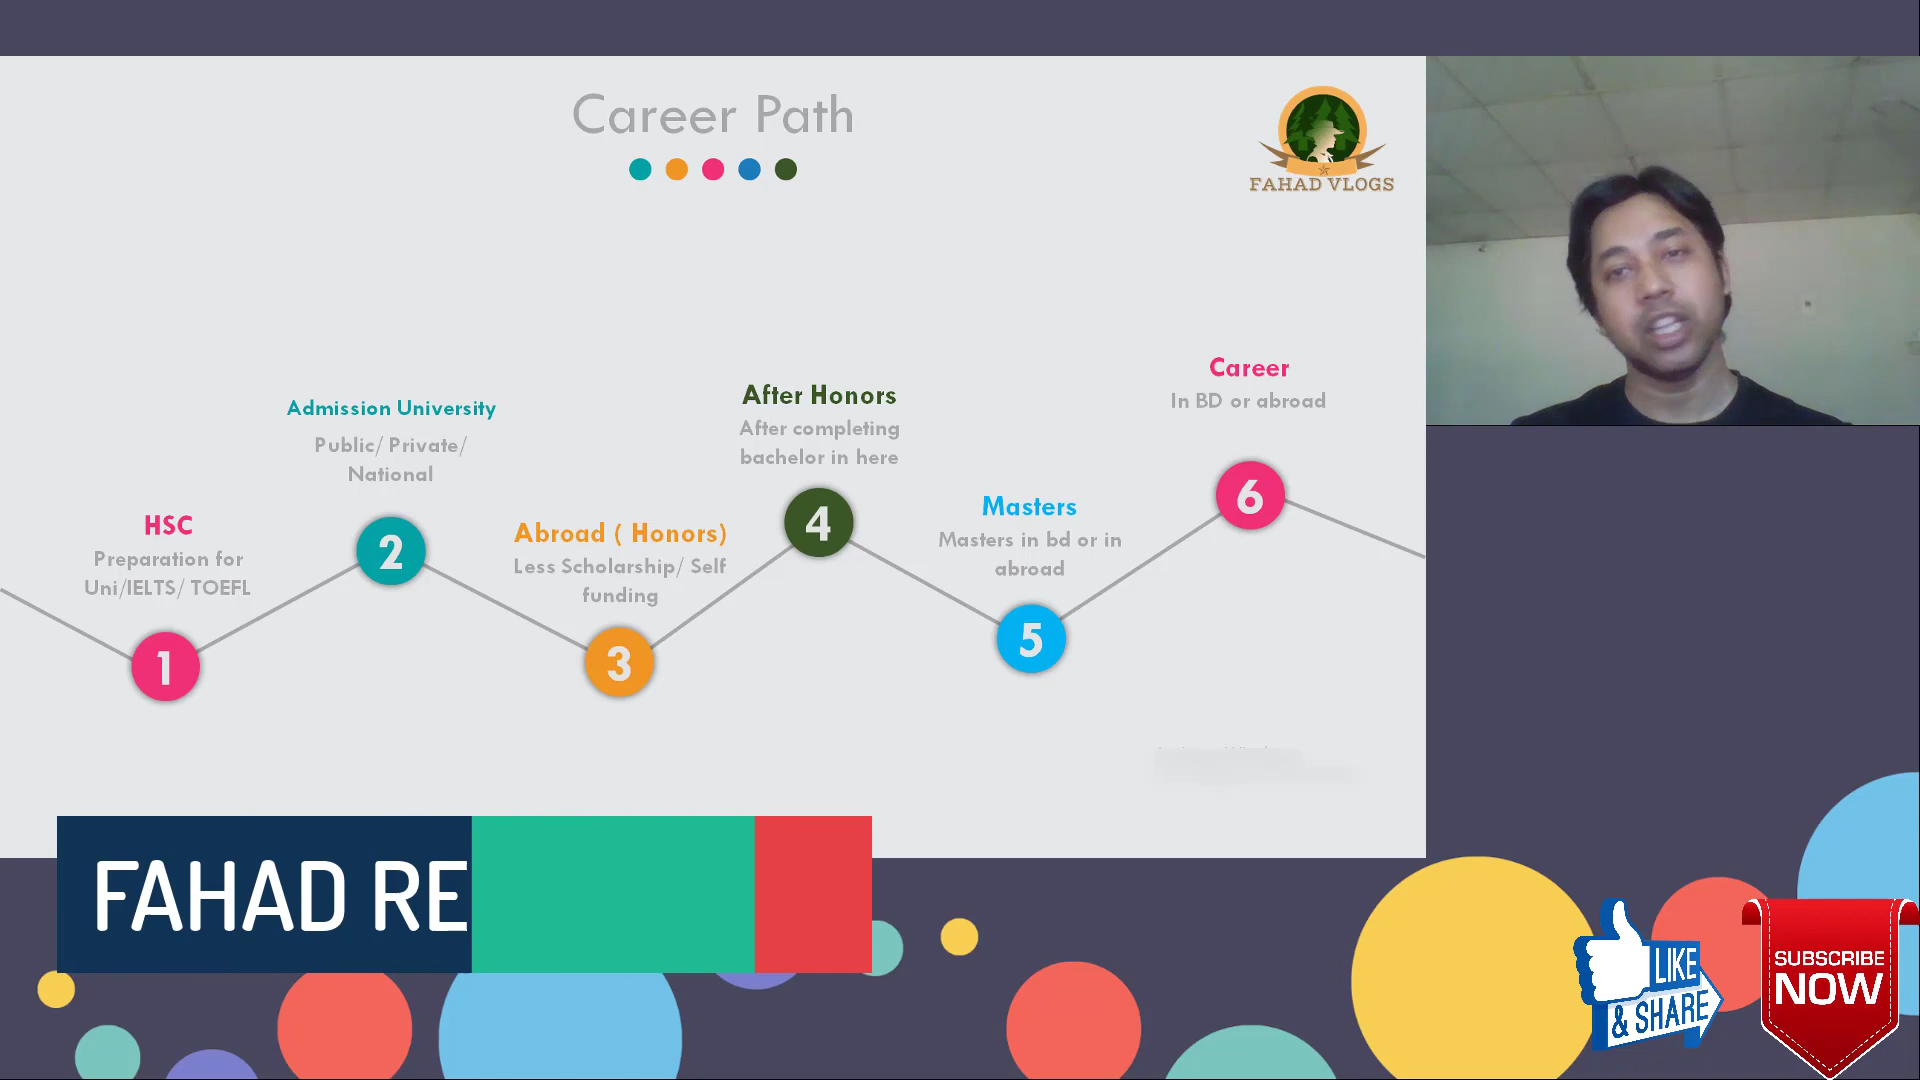 Career Path
FAHAD VLOGS
Career
In BD or abroad
After Honors
After completing
bachelor in here
Admission University
Public/ Private/
National
Masters
Masters in bd or in
abroad
HSC
Preparation for
Uni/IELTS/ TOEFL
Abroad ( Honors)
Less Scholarship/ Self
funding
1
2
3
4
5
6
FAHAD RE
LIKE
& SHARE
SUBSCRIBE
NOW